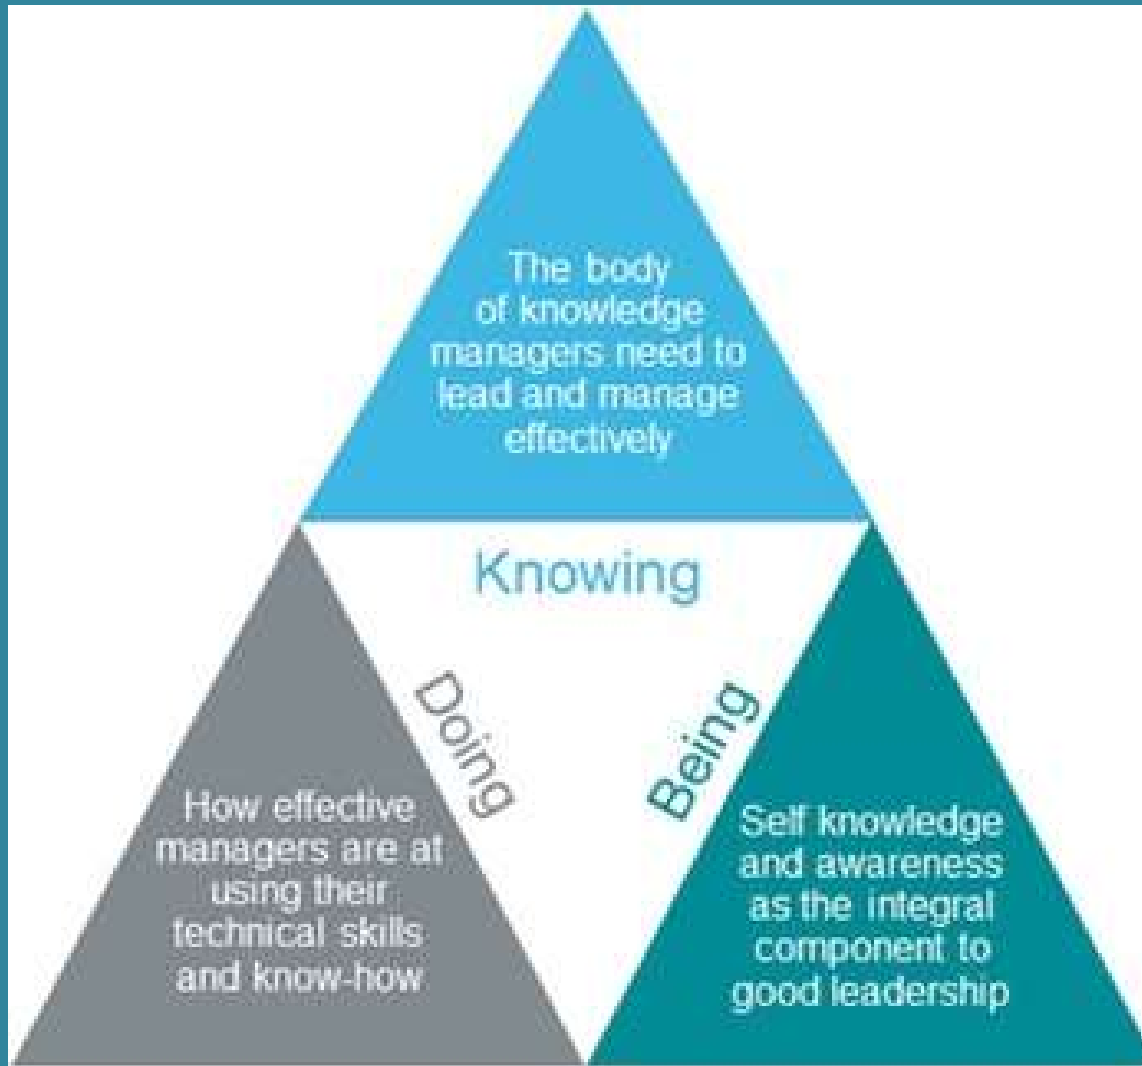 The body
of knowledge
managers need to
lead and manage
effectively
Knowing
Doing
Being
How effective
managers are at
using their
technical skills
and know-how
Self knowledge
and awareness
as the integral
component to
good leadership